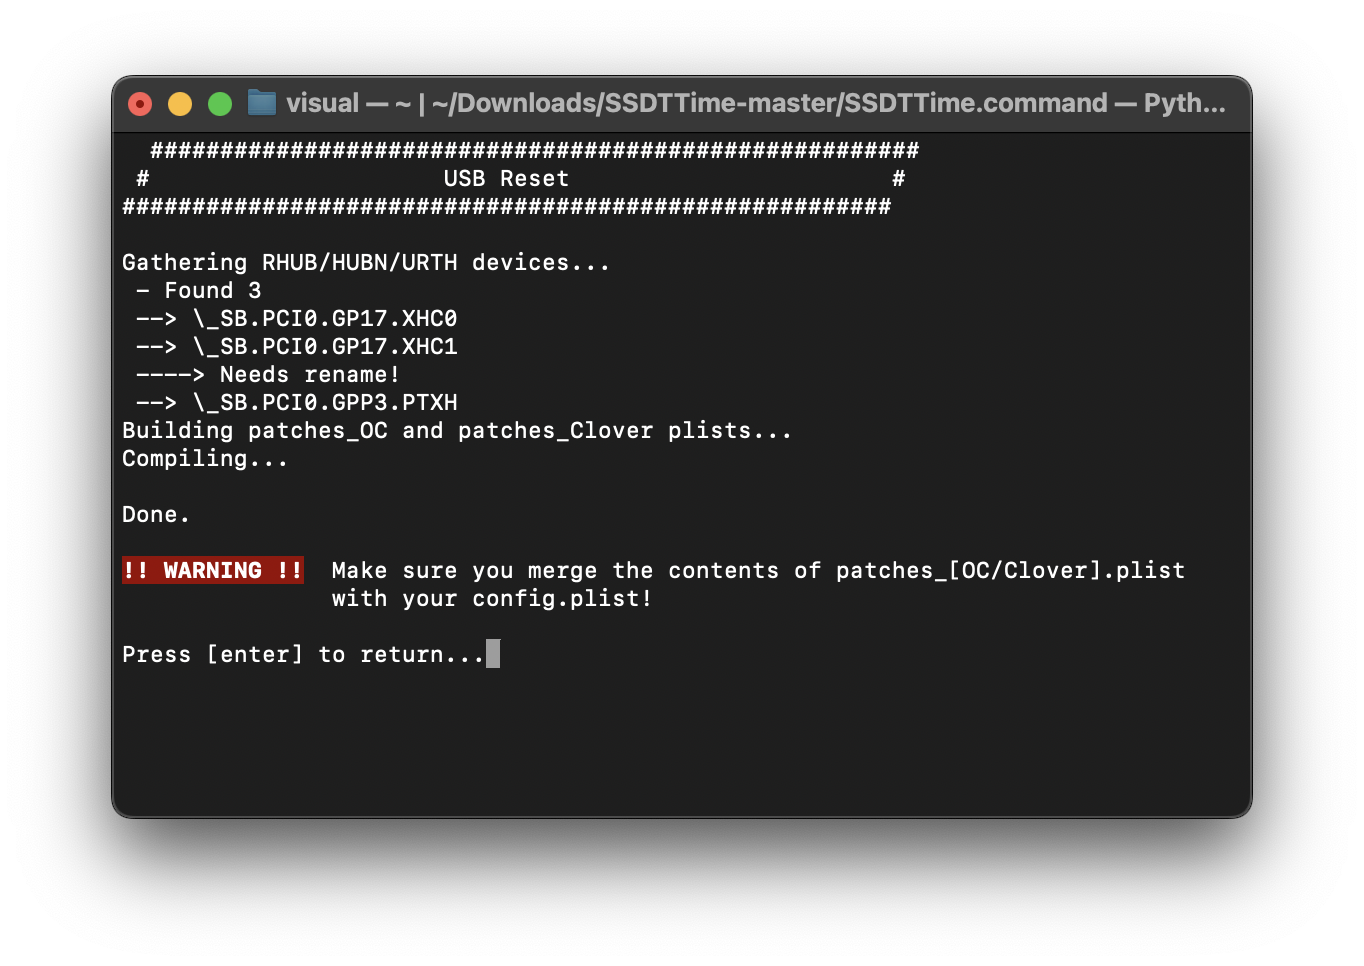 visual — ~ | ~/Downloads/SSDTTime-master/SSDTTime.command — Pyth...
#######################################################
# USB Reset #
#######################################################
Gathering RHUB/HUBN/URTH devices...
- Found 3
--> \_SB.PCI0.GP17.XHC0
--> \_SB.PCI0.GP17.XHC1
----> Needs rename!
--> \_SB.PCI0.GPP3.PTXH
Building patches_OC and patches_Clover plists...
Compiling...
Done.
!! WARNING !! Make sure you merge the contents of patches_[OC/Clover].plist
with your config.plist!
Press [enter] to return...